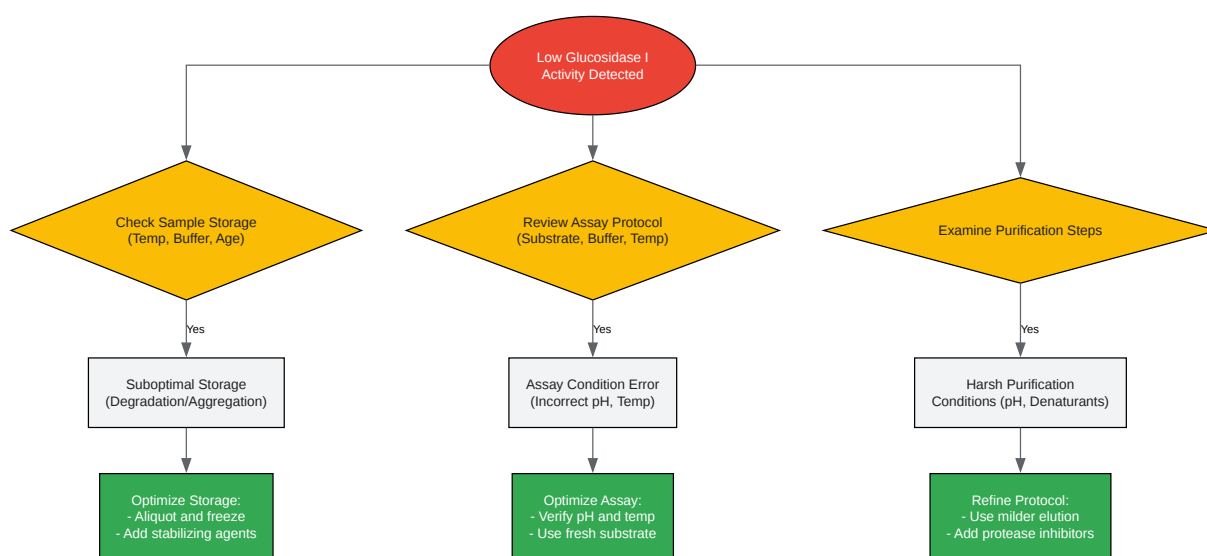 Low Glucosidase I
Activity Detected
Check Sample Storage
(Temp, Buffer, Age)
Review Assay Protocol
(Substrate, Buffer, Temp)
Examine Purification Steps
Yes
Yes
Yes
Suboptimal Storage
(Degradation/Aggregation)
Assay Condition Error
(Incorrect pH, Temp)
Harsh Purification
Conditions (pH, Denaturants)
Optimize Storage:
- Aliquot and freeze
- Add stabilizing agents
Optimize Assay:
- Verify pH and temp
- Use fresh substrate
Refine Protocol:
- Use milder elution
- Add protease inhibitors